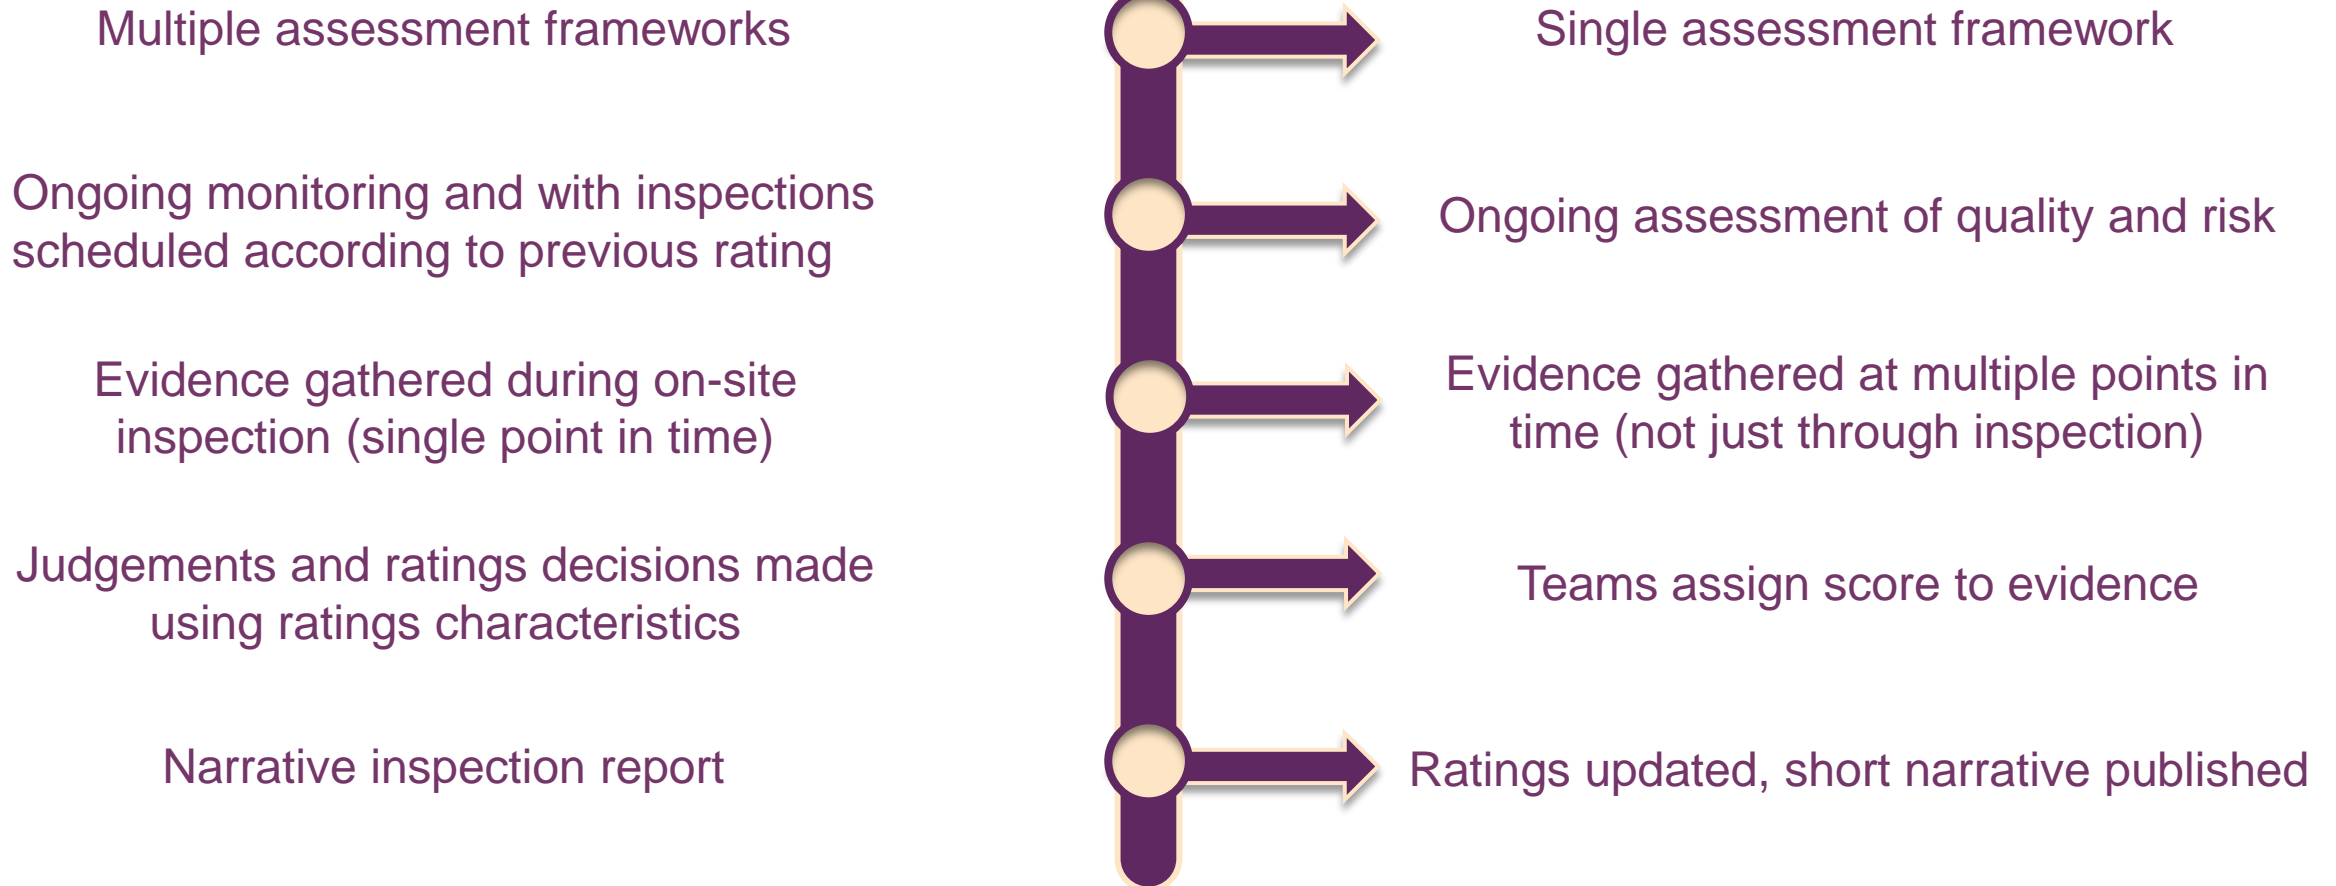 Multiple assessment frameworks
Single assessment framework
Ongoing monitoring and with inspections
scheduled according to previous rating
Ongoing assessment of quality and risk
Evidence gathered during on-site
inspection (single point in time)
Evidence gathered at multiple points in
time (not just through inspection)
Judgements and ratings decisions made
using ratings characteristics
Teams assign score to evidence
Narrative inspection report
Ratings updated, short narrative published